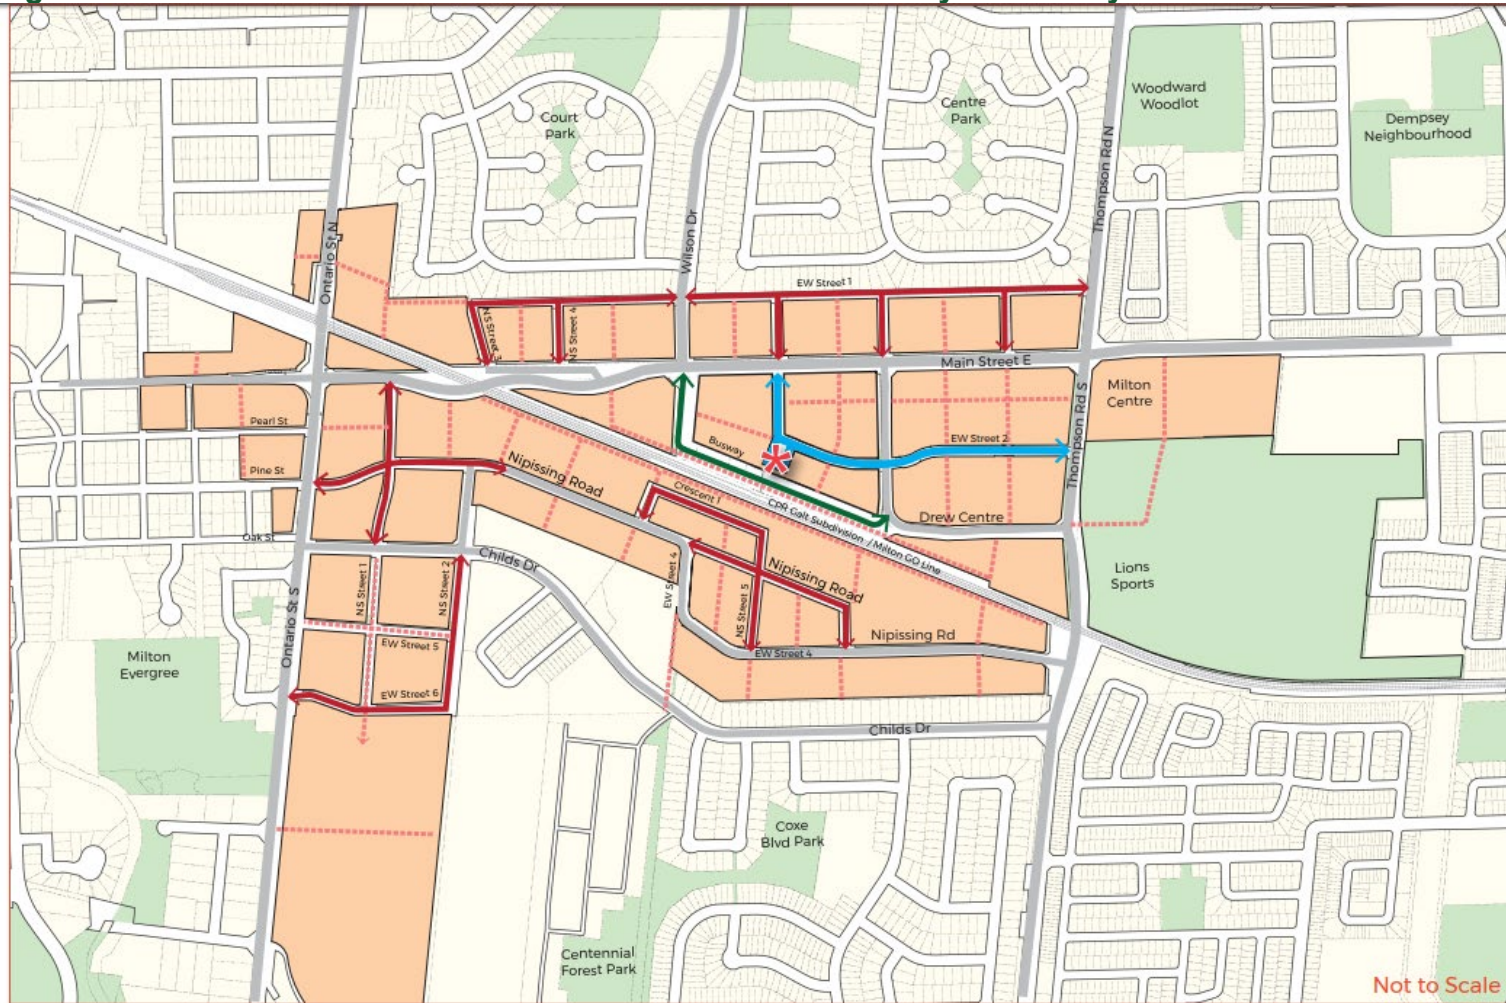 Woodward
Woodlot
Centre
Park
Court
Park
Dempsey
Neighbourhood
Thompson Rd N
Wilson Dr
Ontario St N
EW Street 1
NS Street 3
NS Street 4
Main Street E
Milton
Centre
Pearl St
Busway
EW Street 2
Thompson Rd S
Pine St
Nipissing Road
Crescent 1
CPR Galt Subdivision / Milton GO Line
Drew Centre
Oak St
Childs Dr
EW Street 4
Nipissing Road
Lions
Sports
NS Street 1
NS Street 2
NS Street 5
Ontario St S
EW Street 5
Nipissing Rd
EW Street 4
Milton
Evergree
EW Street 6
Childs Dr
Coxe
Blvd Park
Centennial
Forest Park
Not to Scale